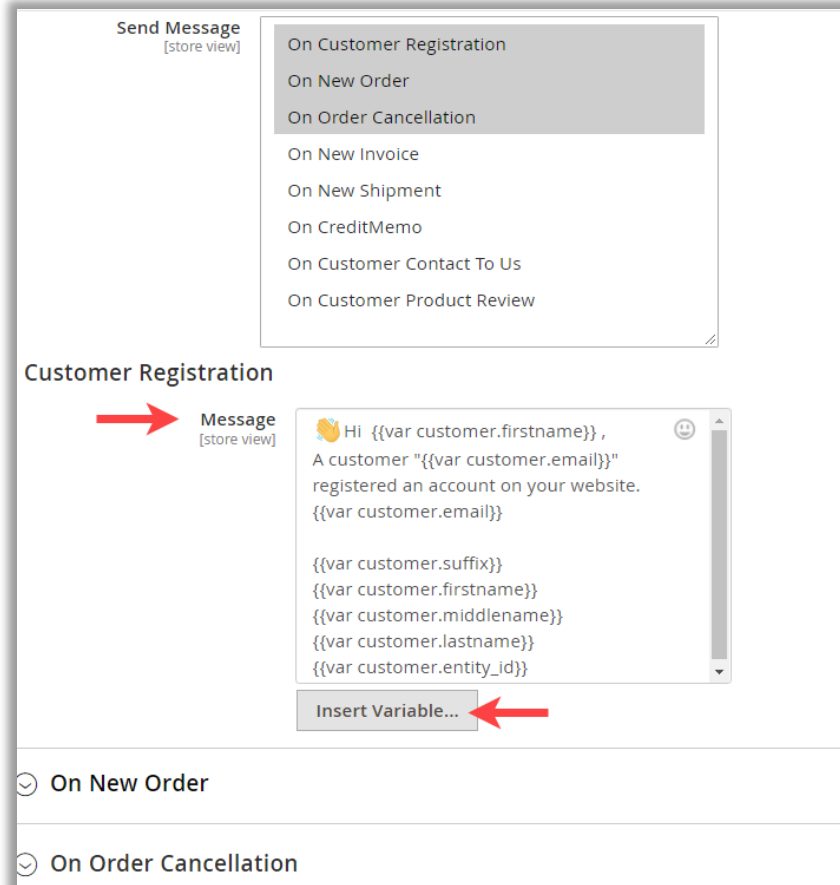 Send Message
[store view]
On Customer Registration
On New Order
On Order Cancellation
On New Invoice
On New Shipment
On CreditMemo
On Customer Contact To Us
On Customer Product Review
Customer Registration
Message
[store view]
👋 Hi {{var customer.firstname}} ,
A customer "{{var customer.email}}"
registered an account on your website.
{{var customer.email}}
{{var customer.suffix}}
{{var customer.firstname}}
{{var customer.middlename}}
{{var customer.lastname}}
{{var customer.entity_id}}
Insert Variable...
On New Order
On Order Cancellation